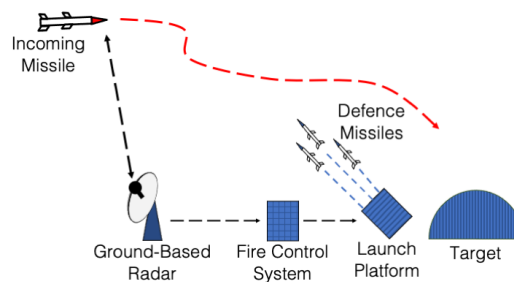 Incoming
Missile
Defence
Missiles
Ground-Based
Radar
Fire Control
System
Launch
Platform
Target